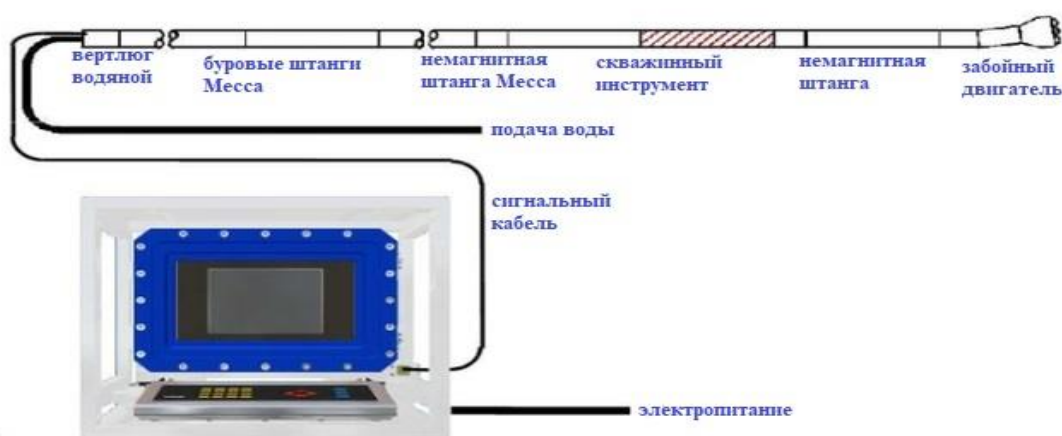 вертлюг
водяной
буровые штанги
Месса
немагнитная
штанга Месса
скважинный
инструмент
немагнитная
штанга
забойный
двигатель
подача воды
сигнальный
кабель
электропитание